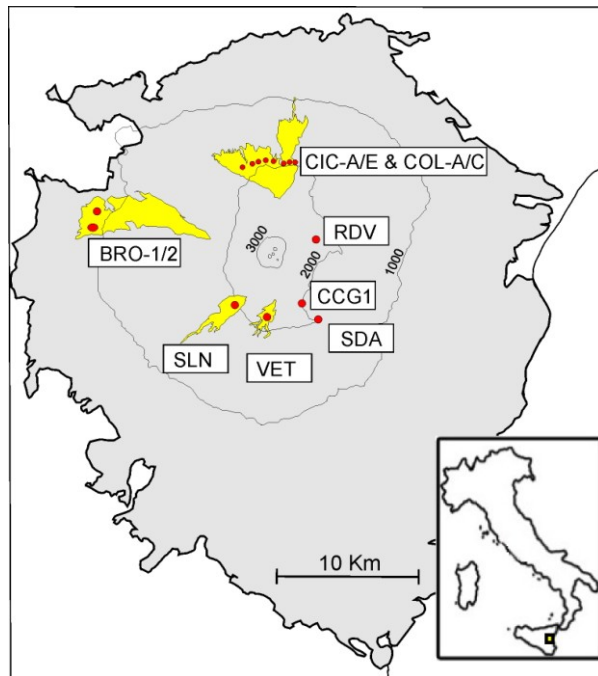 CIC-A/E & COL-A/C
RDV
3000
2000
1000
BRO-1/2
CCG1
SDA
SLN
VET
10 Km